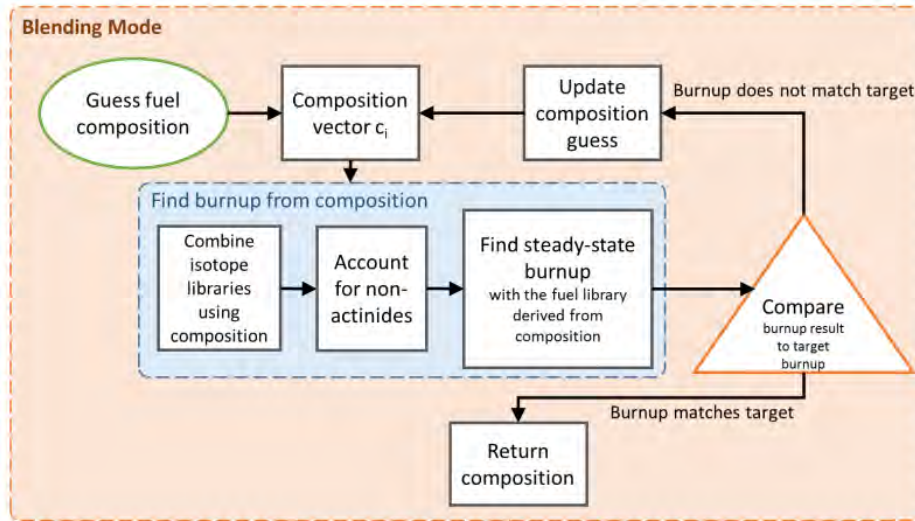 Blending Mode
Guess fuel
composition
Composition
vector cᵢ
Update
composition
guess
Burnup does not match target
Find burnup from composition
Combine
isotope
libraries
using
composition
Account
for non-
actinides
Find steady-state
burnup
with the fuel library
derived from
composition
Compare
burnup result
to target
burnup
Burnup matches target
Return
composition